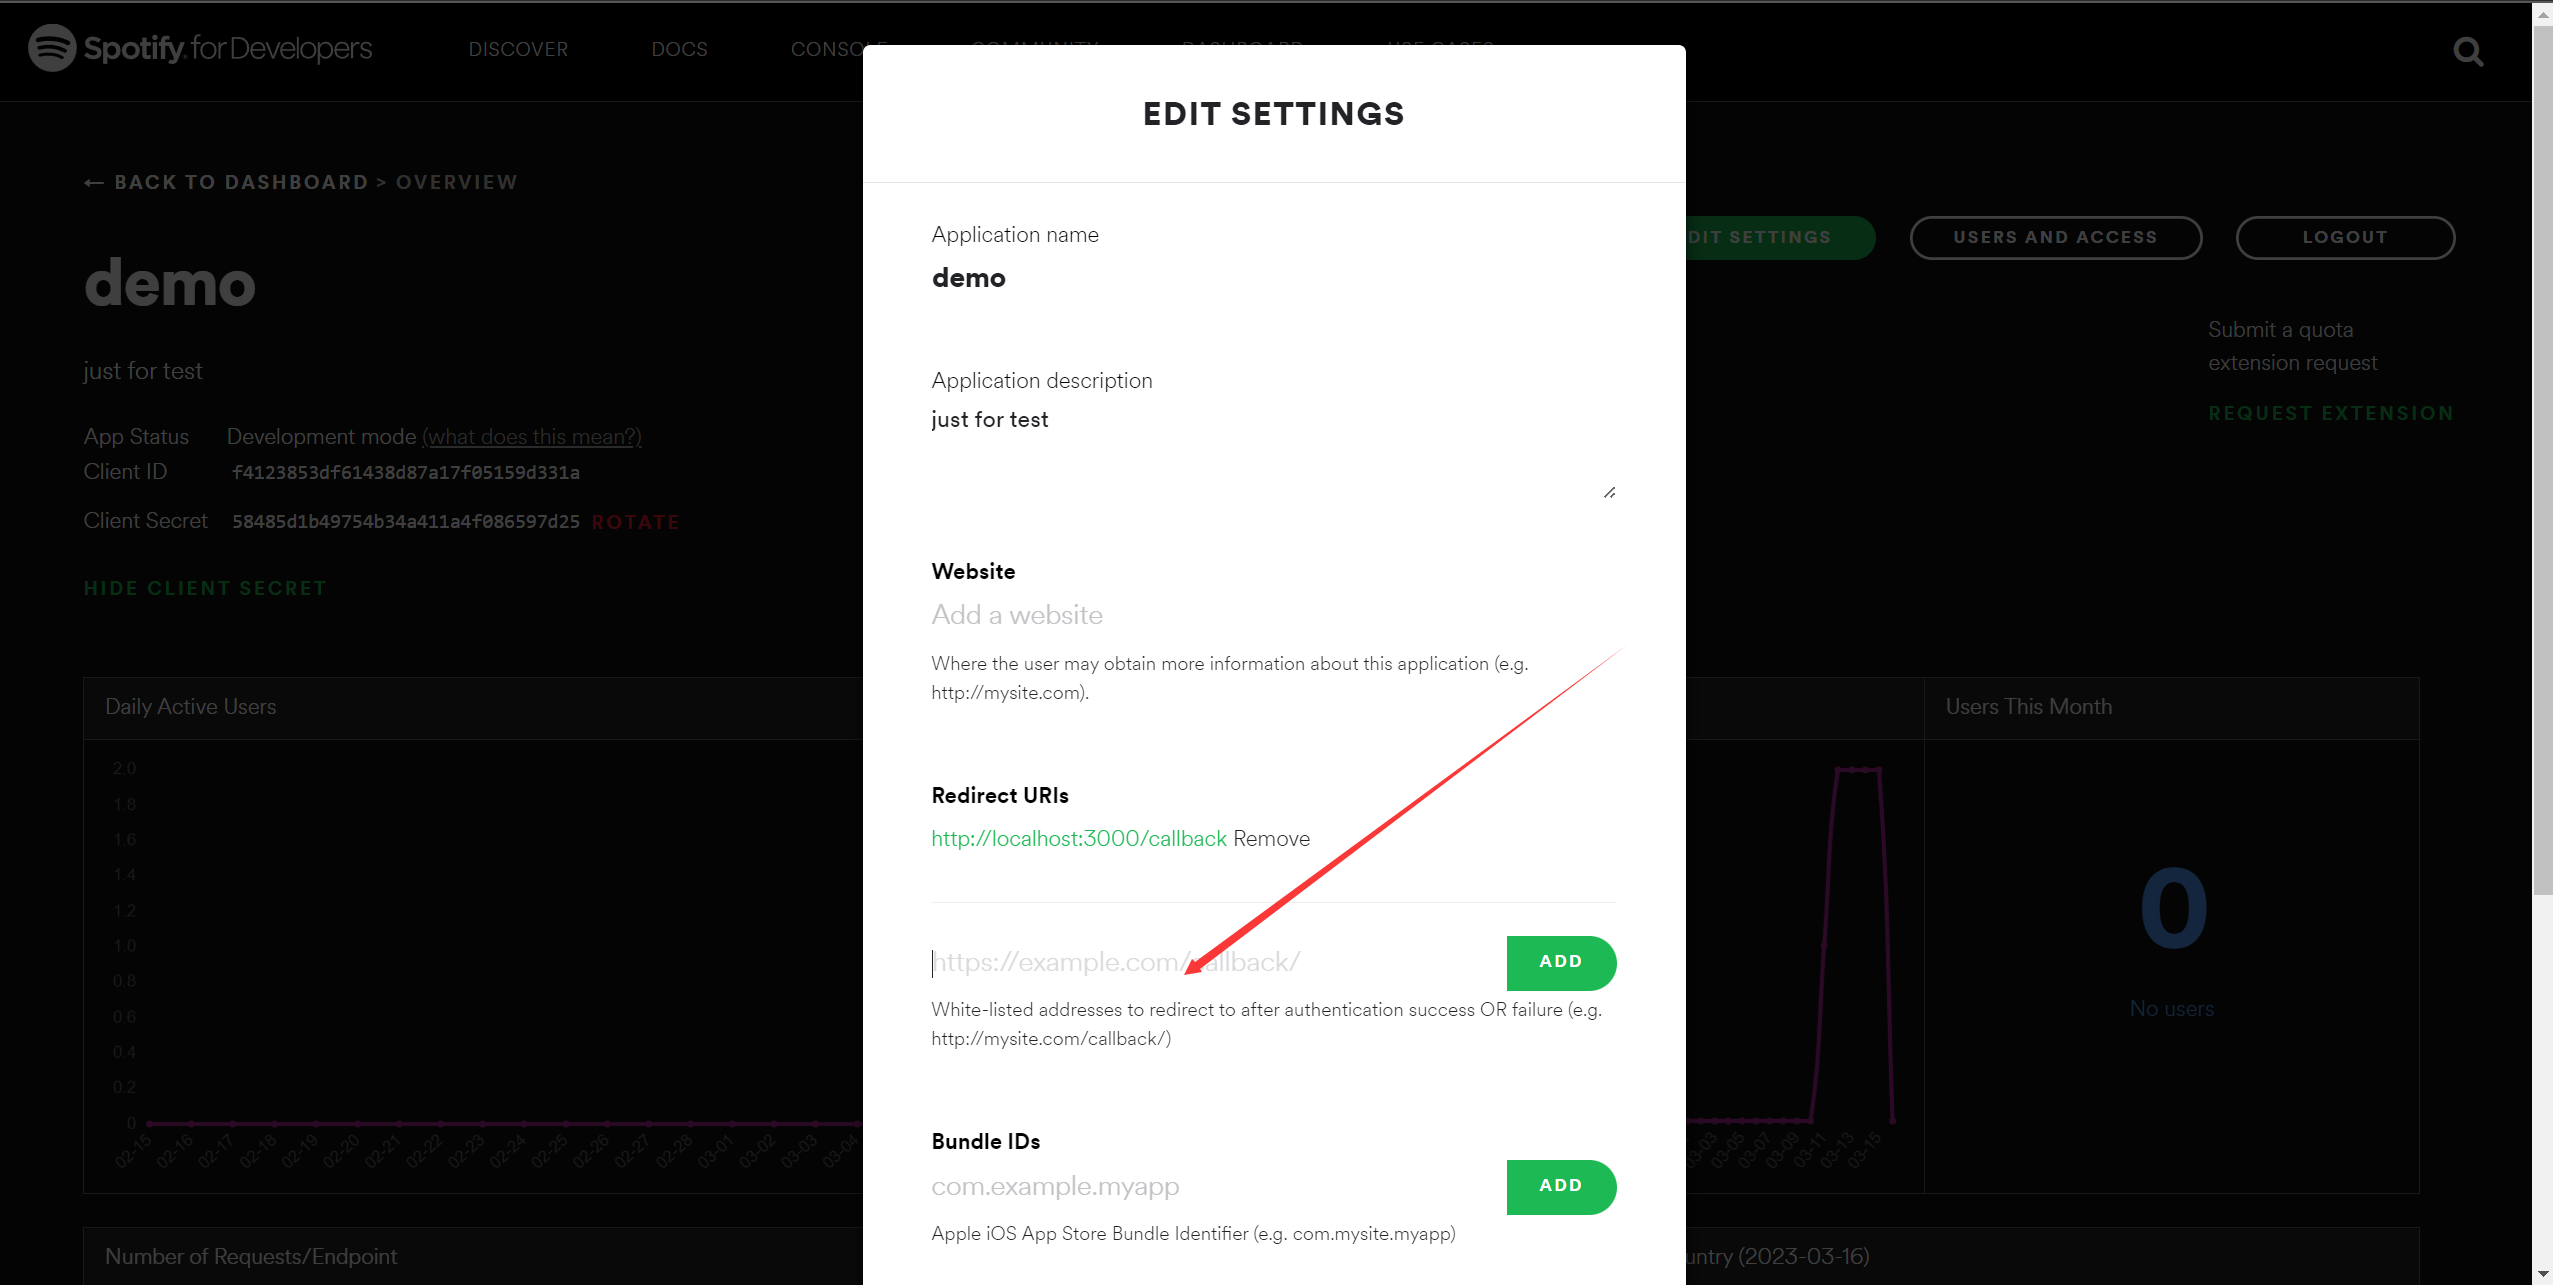 Spotify for Developers
DISCOVER
DOCS
CONSOLE
COMMUNITY
DASHBOARD
USE CASES
← BACK TO DASHBOARD > OVERVIEW
demo
just for test
App Status Development mode (what does this mean?)
Client ID f4123853df61438d87a17f05159d331a
Client Secret 58485d1b49754b34a411a4f086597d25 ROTATE
HIDE CLIENT SECRET
DIT SETTINGS
USERS AND ACCESS
LOGOUT
Submit a quota
extension request
REQUEST EXTENSION
EDIT SETTINGS
Application name
demo
Application description
just for test
Website
Add a website
Where the user may obtain more information about this application (e.g.
http://mysite.com).
Redirect URIs
http://localhost:3000/callback Remove
https://example.com/callback/
ADD
White-listed addresses to redirect to after authentication success OR failure (e.g.
http://mysite.com/callback/)
Bundle IDs
com.example.myapp
ADD
Apple iOS App Store Bundle Identifier (e.g. com.mysite.myapp)
Daily Active Users
2.0
1.8
1.6
1.4
1.2
1.0
0.8
0.6
0.4
0.2
0
02-15 02-16 02-17 02-18 02-19 02-20 02-21 02-22 02-23 02-24 02-25 02-26 02-27 02-28 03-01 03-02 03-03 03-04
03-03 03-05 03-07 03-09 03-11 03-13 03-15
Users This Month
0
No users
Number of Requests/Endpoint
untry (2023-03-16)